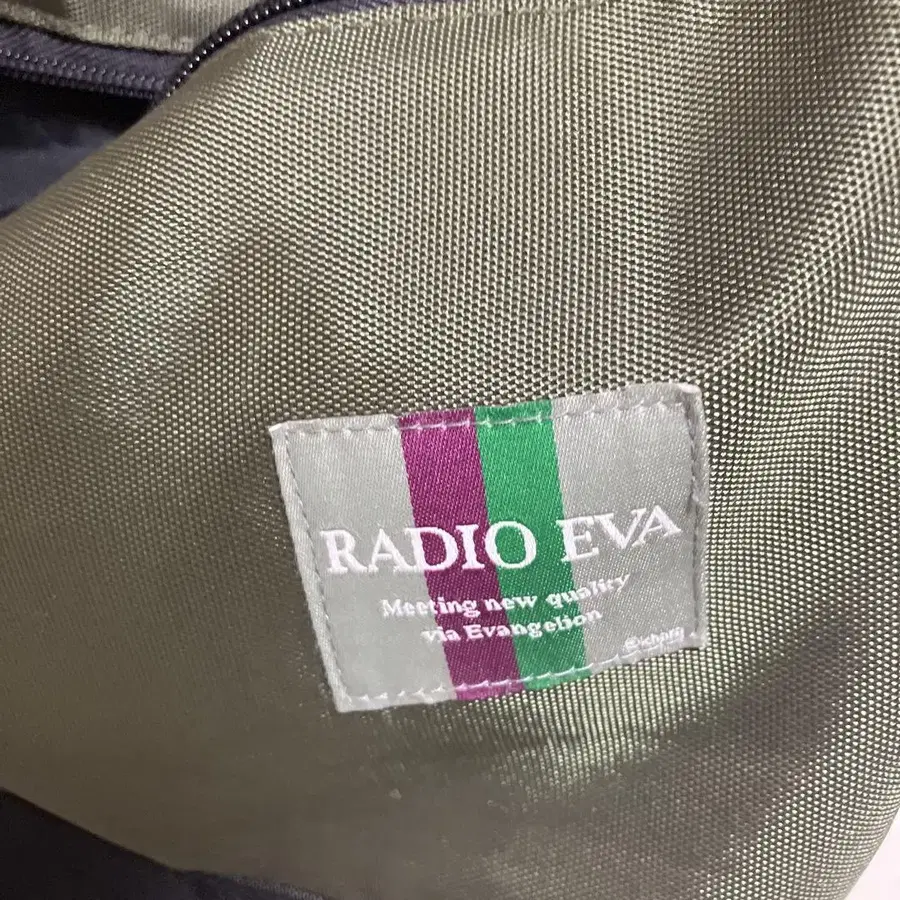 RADIO EVA
Meeting new quality
via Evangelion